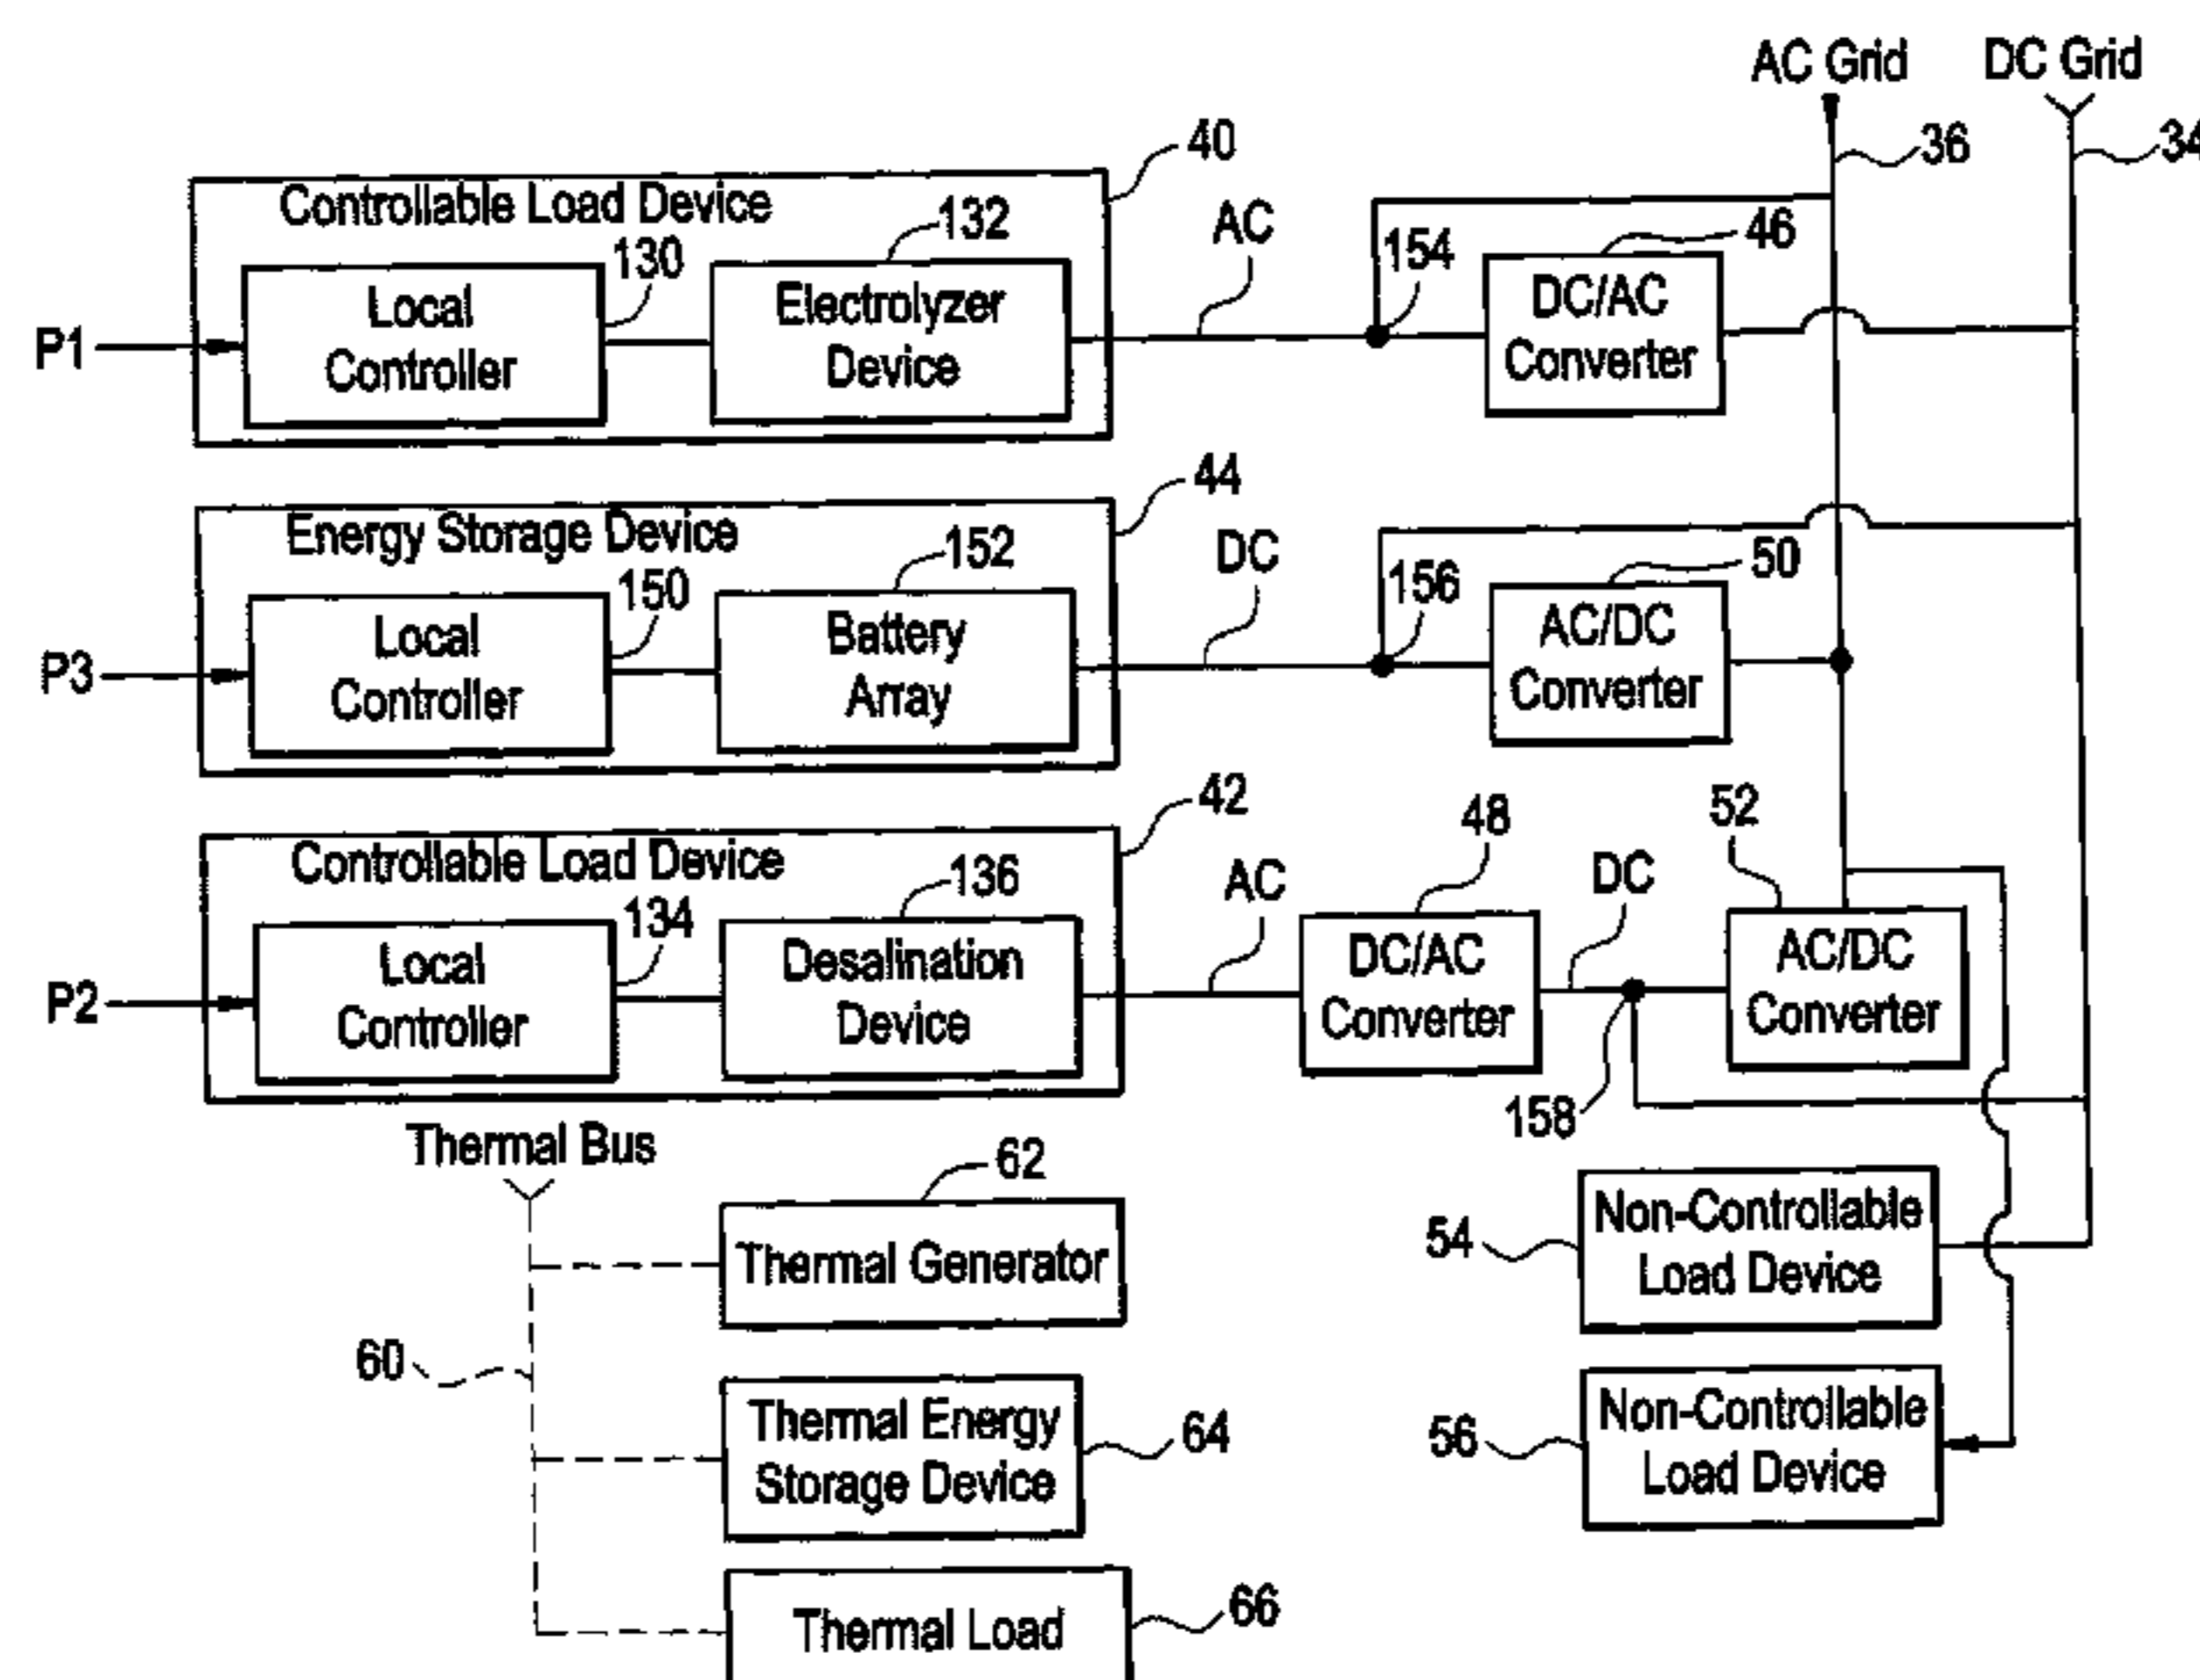 AC Grid
DC Grid
36
34
40
Controllable Load Device
130
132
Local
Controller
Electrolyzer
Device
P1
AC
154
46
DC/AC
Converter
44
Energy Storage Device
150
152
Local
Controller
Battery
Array
P3
DC
156
50
AC/DC
Converter
42
Controllable Load Device
134
136
Local
Controller
Desalination
Device
P2
AC
48
DC/AC
Converter
DC
52
AC/DC
Converter
158
Thermal Bus
62
Thermal Generator
60
Thermal Energy
Storage Device
64
Thermal Load
66
54
Non-Controllable
Load Device
56
Non-Controllable
Load Device